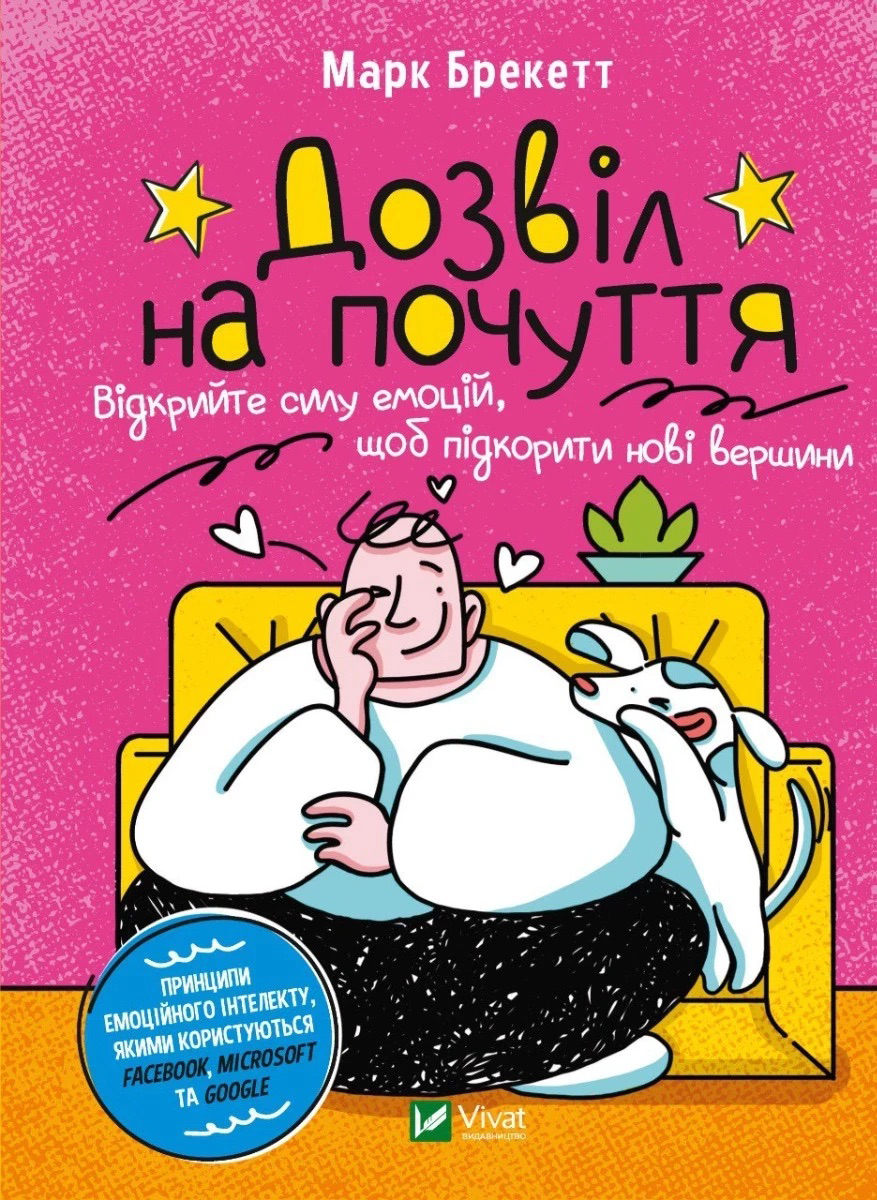 Марк Брекетт
Дозвіл
на почуття
Відкрийте силу емоцій,
щоб підкорити нові вершини
ПРИНЦИПИ
ЕМОЦІЙНОГО ІНТЕЛЕКТУ,
ЯКИМИ КОРИСТУЮТЬСЯ
FACEBOOK, MICROSOFT
ТА GOOGLE
Vivat
ВИДАВНИЦТВО